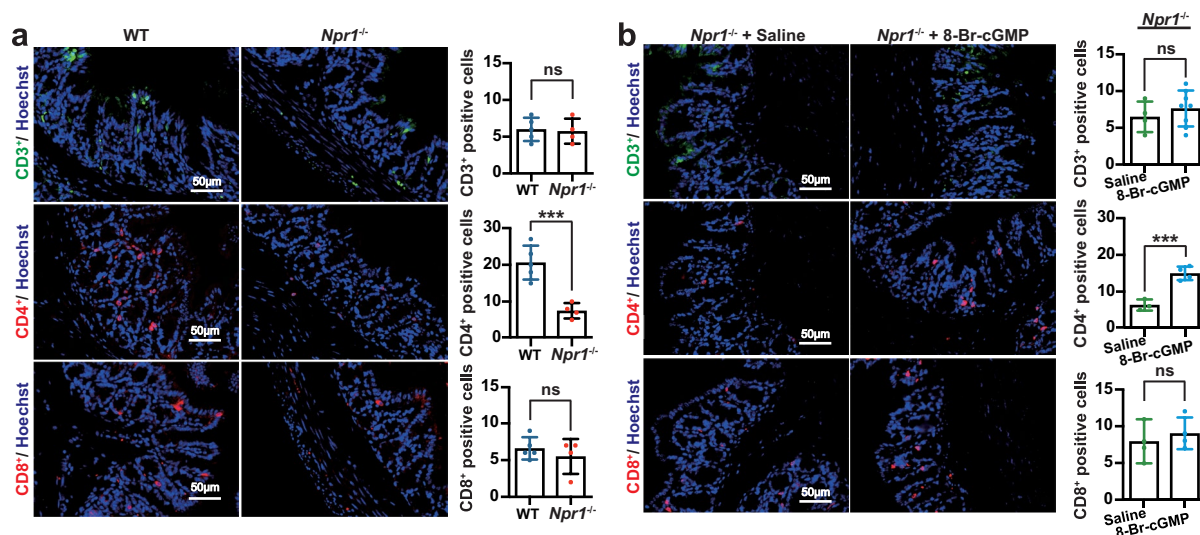 a
WT
Npr1⁻/⁻
CD3⁺/ Hoechst
50μm
CD3⁺ positive cells
15
10
5
0
ns
WT
Npr1⁻/⁻
CD4⁺/ Hoechst
50μm
CD4⁺ positive cells
30
20
10
0
***
WT
Npr1⁻/⁻
CD8⁺/ Hoechst
50μm
CD8⁺ positive cells
15
10
5
0
ns
WT
Npr1⁻/⁻
b
Npr1⁻/⁻ + Saline
Npr1⁻/⁻ + 8-Br-cGMP
Npr1⁻/⁻
CD3⁺/ Hoechst
50μm
CD3⁺ positive cells
15
10
5
0
ns
Saline
8-Br-cGMP
CD4⁺/ Hoechst
50μm
CD4⁺ positive cells
30
20
10
0
***
Saline
8-Br-cGMP
CD8⁺/ Hoechst
50μm
CD8⁺ positive cells
15
10
5
0
ns
Saline
8-Br-cGMP